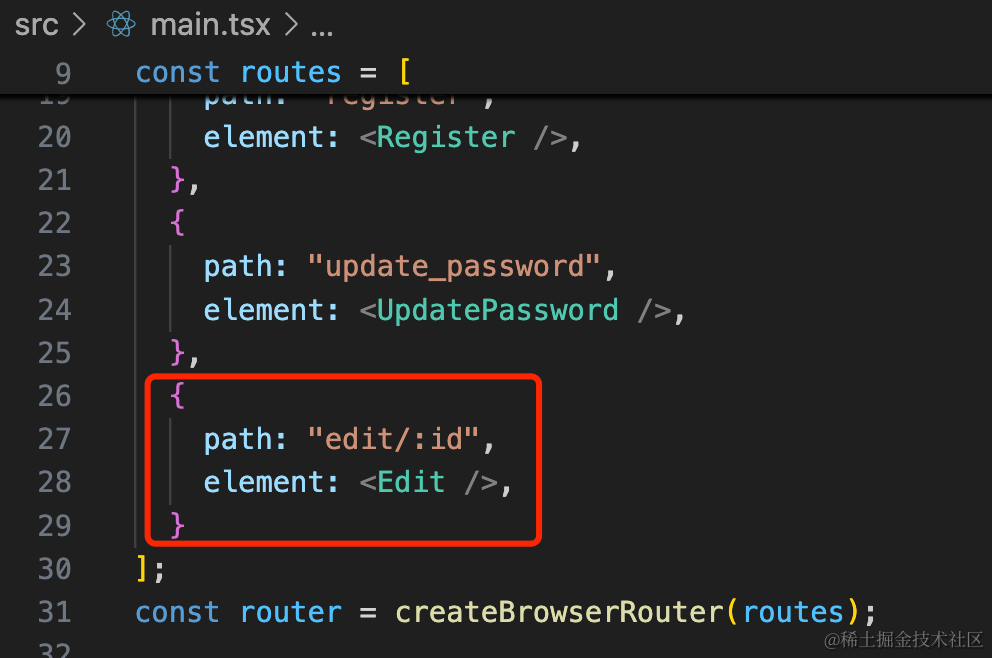 src > main.tsx > ...
9 const routes = [
19 path: "register",
20 element: <Register />,
21 },
22 {
23 path: "update_password",
24 element: <UpdatePassword />,
25 },
26 {
27 path: "edit/:id",
28 element: <Edit />,
29 }
30 ];
31 const router = createBrowserRouter(routes);
32
@稀土掘金技术社区